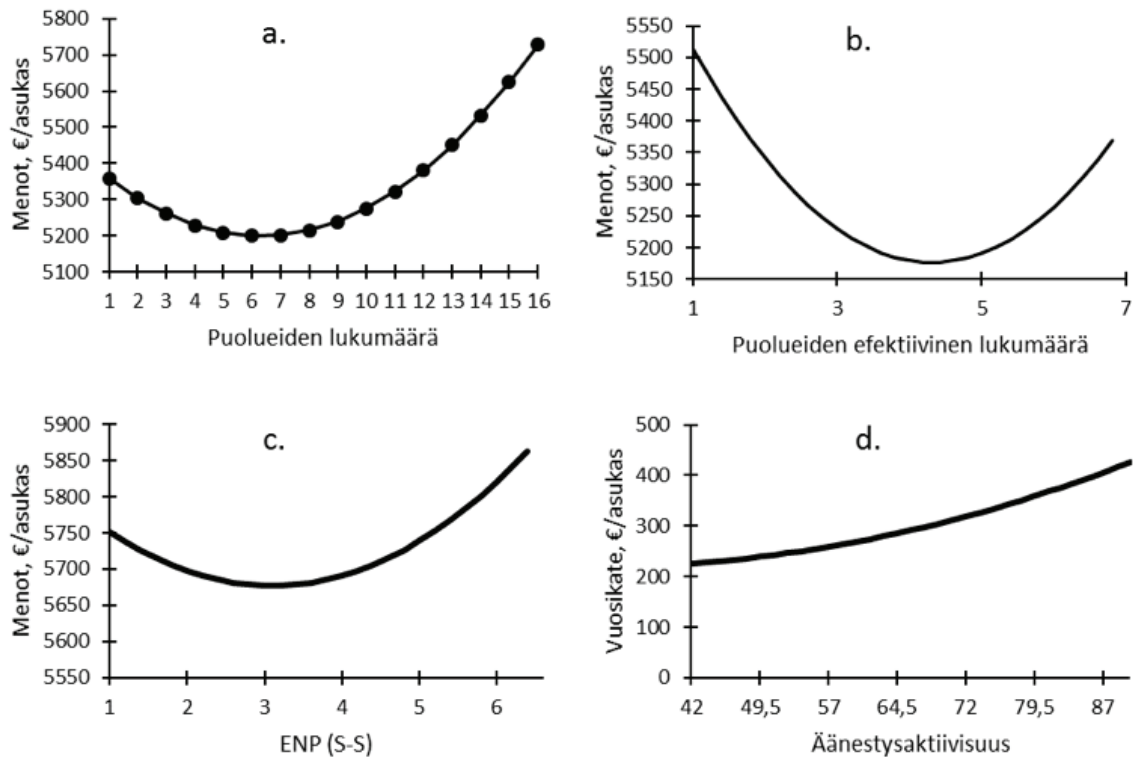 a.
5800
5700
5600
5500
5400
5300
5200
5100
Menot, €/asukas
1 2 3 4 5 6 7 8 9 10 11 12 13 14 15 16
Puolueiden lukumäärä
b.
5550
5500
5450
5400
5350
5300
5250
5200
5150
Menot, €/asukas
1 3 5 7
Puolueiden efektiivinen lukumäärä
c.
5900
5850
5800
5750
5700
5650
5600
5550
Menot, €/asukas
1 2 3 4 5 6
ENP (S-S)
d.
500
400
300
200
100
0
Vuosikate, €/asukas
42 49,5 57 64,5 72 79,5 87
Äänestysaktiivisuus